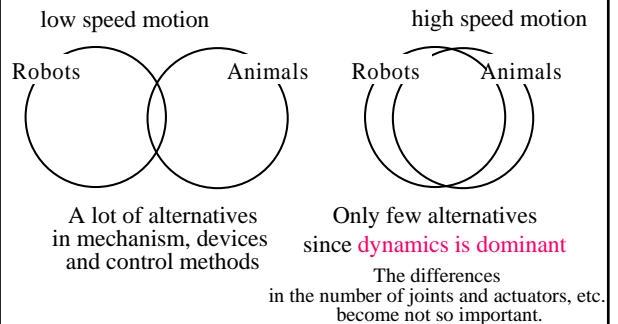 low speed motion
Robots
Animals
A lot of alternatives
in mechanism, devices
and control methods
high speed motion
Robots
Animals
Only few alternatives
since dynamics is dominant
The differences
in the number of joints and actuators, etc.
become not so important.